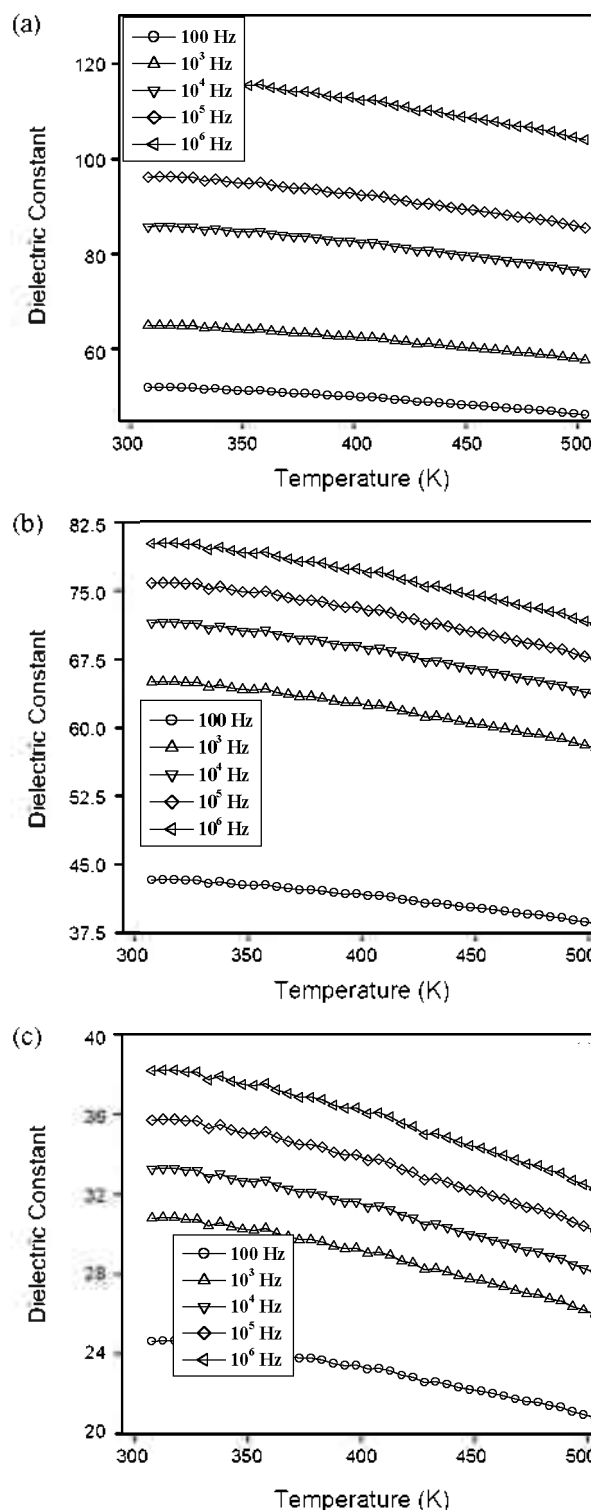 (a)
100 Hz
10³ Hz
10⁴ Hz
10⁵ Hz
10⁶ Hz
120
100
80
60
Dielectric Constant
300 350 400 450 500
Temperature (K)
(b)
82.5
75.0
67.5
60.0
52.5
45.0
37.5
Dielectric Constant
100 Hz
10³ Hz
10⁴ Hz
10⁵ Hz
10⁶ Hz
300 350 400 450 500
Temperature (K)
(c)
40
36
32
28
24
20
Dielectric Constant
100 Hz
10³ Hz
10⁴ Hz
10⁵ Hz
10⁶ Hz
300 350 400 450 500
Temperature (K)